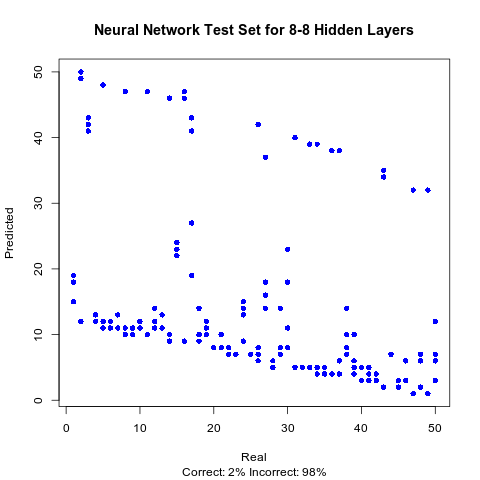 Neural Network Test Set for 8-8 Hidden Layers
50
40
30
20
10
0
Predicted
0 10 20 30 40 50
Real
Correct: 2% Incorrect: 98%